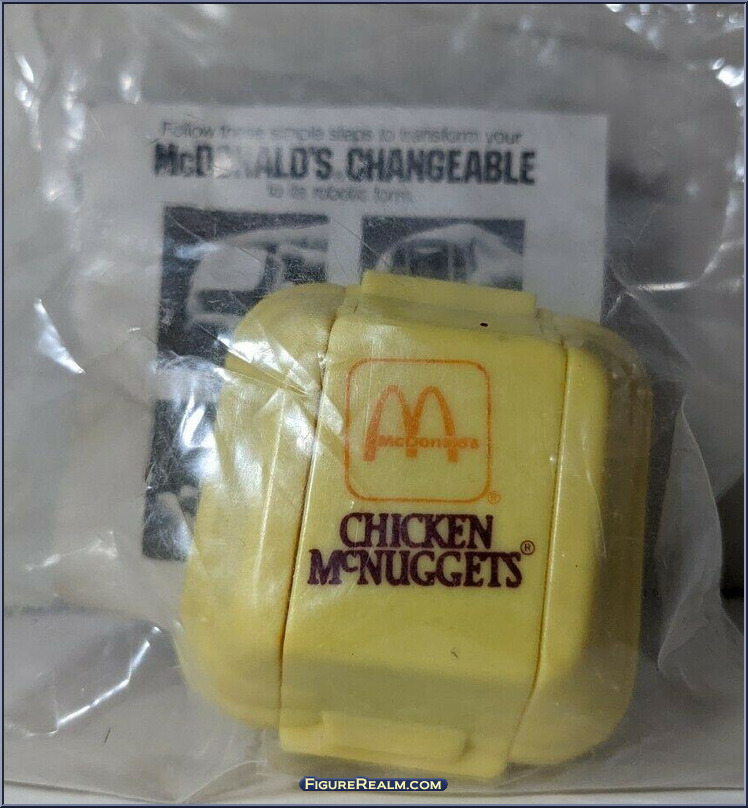 Follow these simple steps to transform your
McDONALD'S CHANGEABLE
to its robotic form.
McDonald's
®
CHICKEN
McNUGGETS®
FIGUREREALM.COM